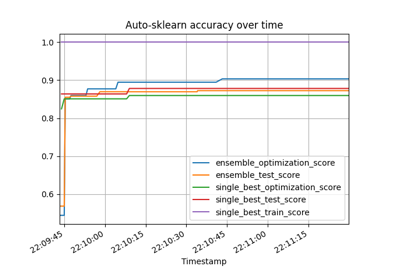 Auto-sklearn accuracy over time
1.0
0.9
0.8
0.7
0.6
ensemble_optimization_score
ensemble_test_score
single_best_optimization_score
single_best_test_score
single_best_train_score
22:09:45
22:10:00
22:10:15
22:10:30
22:10:45
22:11:00
22:11:15
Timestamp